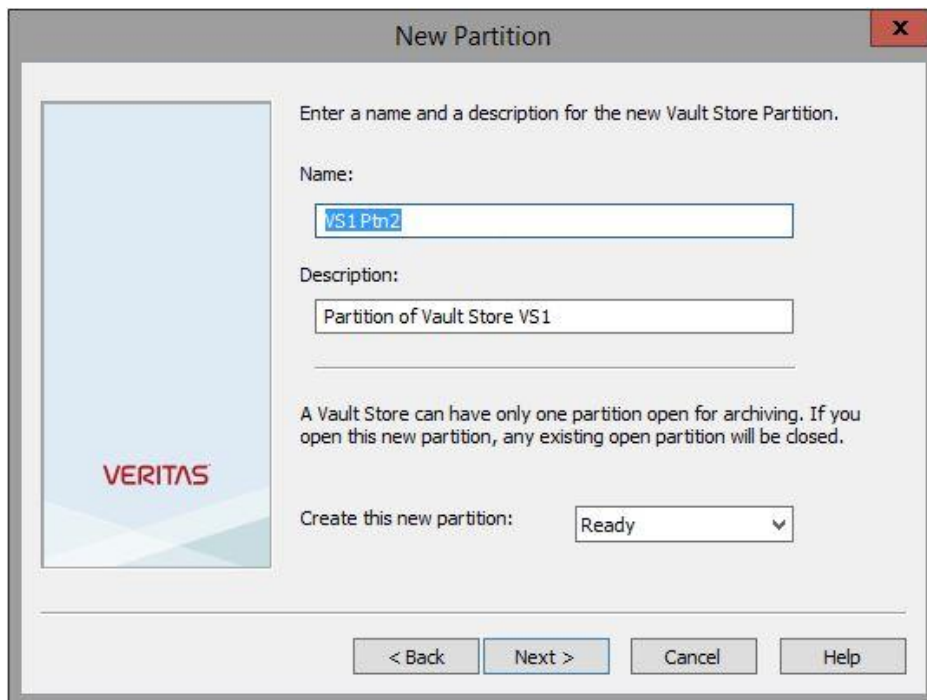 New Partition
x
Enter a name and a description for the new Vault Store Partition.
Name:
VS1 Ptn2
Description:
Partition of Vault Store VS1
A Vault Store can have only one partition open for archiving. If you
open this new partition, any existing open partition will be closed.
VERITAS
Create this new partition:
Ready
< Back
Next >
Cancel
Help